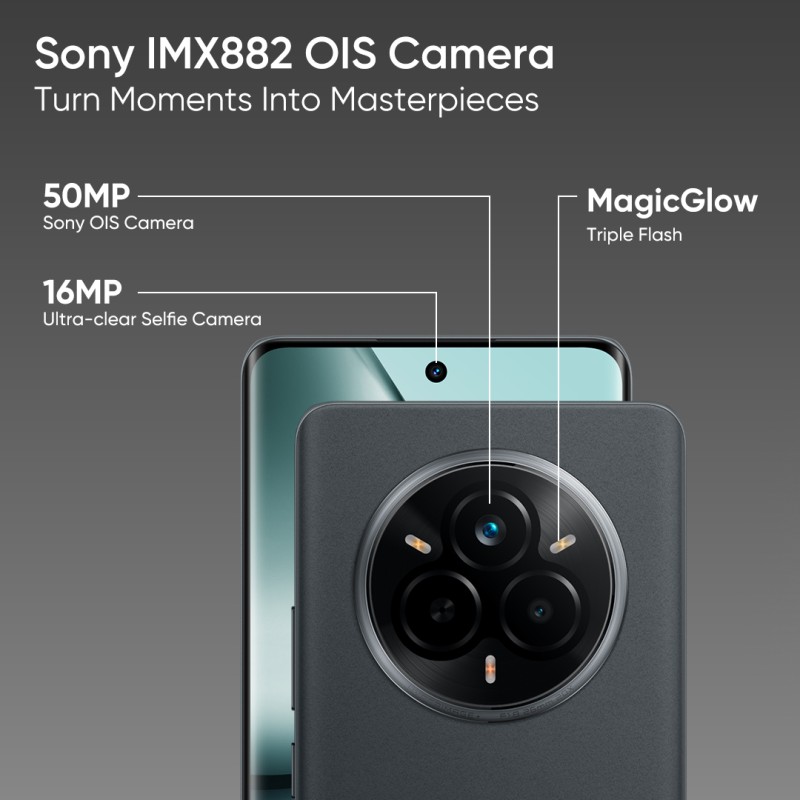 Sony IMX882 OIS Camera
Turn Moments Into Masterpieces
50MP
Sony OIS Camera
MagicGlow
Triple Flash
16MP
Ultra-clear Selfie Camera